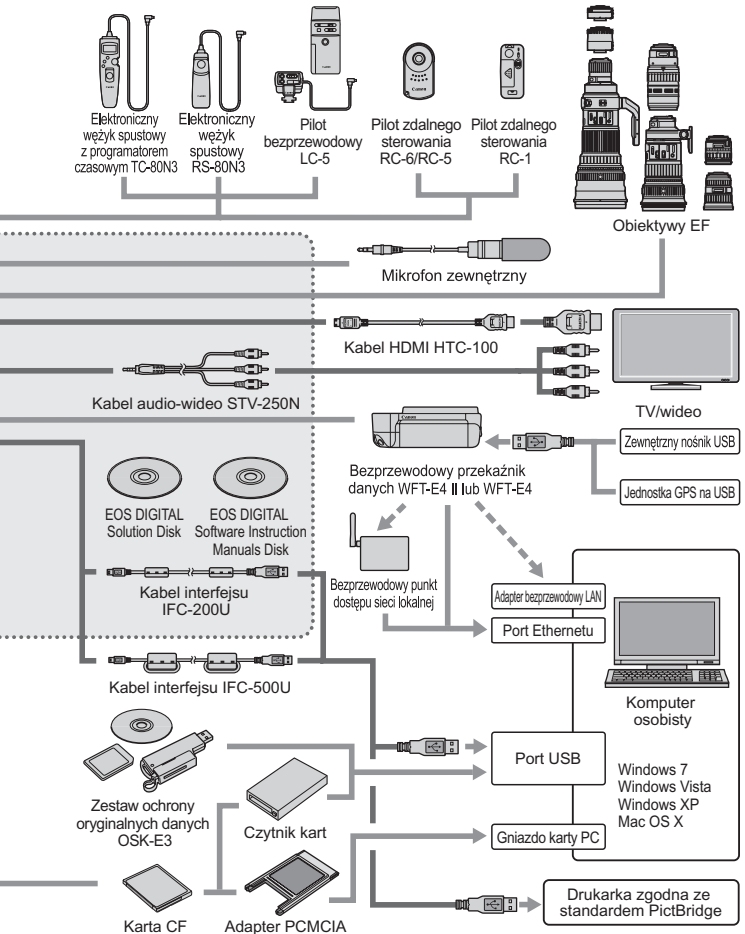 Elektroniczny
wężyk spustowy
z programatorem
czasowym TC-80N3
Elektroniczny
wężyk
spustowy
RS-80N3
Pilot
bezprzewodowy
LC-5
Canon
Pilot zdalnego
sterowania
RC-6/RC-5
Pilot zdalnego
sterowania
RC-1
Obiektywy EF
Mikrofon zewnętrzny
Kabel HDMI HTC-100
Kabel audio-wideo STV-250N
TV/wideo
Canon
Zewnętrzny nośnik USB
Bezprzewodowy przekaźnik
danych WFT-E4 II lub WFT-E4
Jednostka GPS na USB
EOS DIGITAL
Solution Disk
EOS DIGITAL
Software Instruction
Manuals Disk
Bezprzewodowy punkt
dostępu sieci lokalnej
Adapter bezprzewodowy LAN
Port Ethernetu
Kabel interfejsu
IFC-200U
Kabel interfejsu IFC-500U
Komputer
osobisty
Port USB
Windows 7
Windows Vista
Windows XP
Mac OS X
Zestaw ochrony
oryginalnych danych
OSK-E3
Czytnik kart
Gniazdo karty PC
Karta CF
Adapter PCMCIA
Drukarka zgodna ze
standardem PictBridge